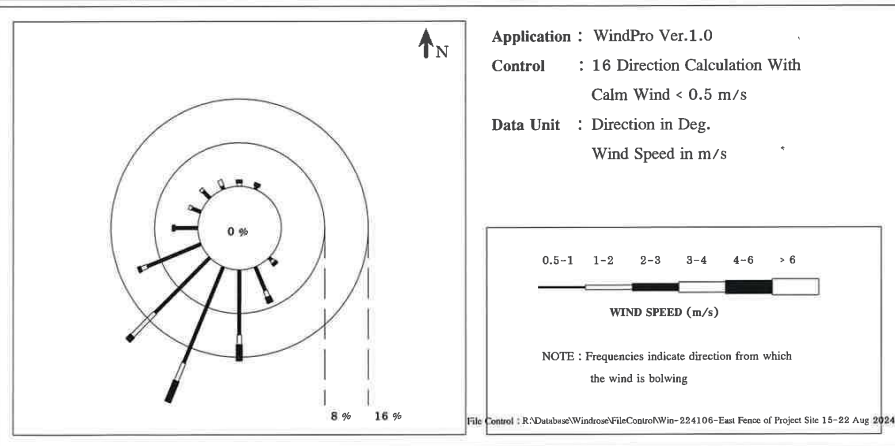 N
0 %
8 % 16 %
Application : WindPro Ver.1.0
Control : 16 Direction Calculation With
Calm Wind < 0.5 m/s
Data Unit : Direction in Deg.
Wind Speed in m/s
0.5-1 1-2 2-3 3-4 4-6 > 6
WIND SPEED (m/s)
NOTE : Frequencies indicate direction from which
the wind is bolwing
File Control : R:\Database\Windrose\FileControl\Win-224106-East Fence of Project Site 15-22 Aug 2024